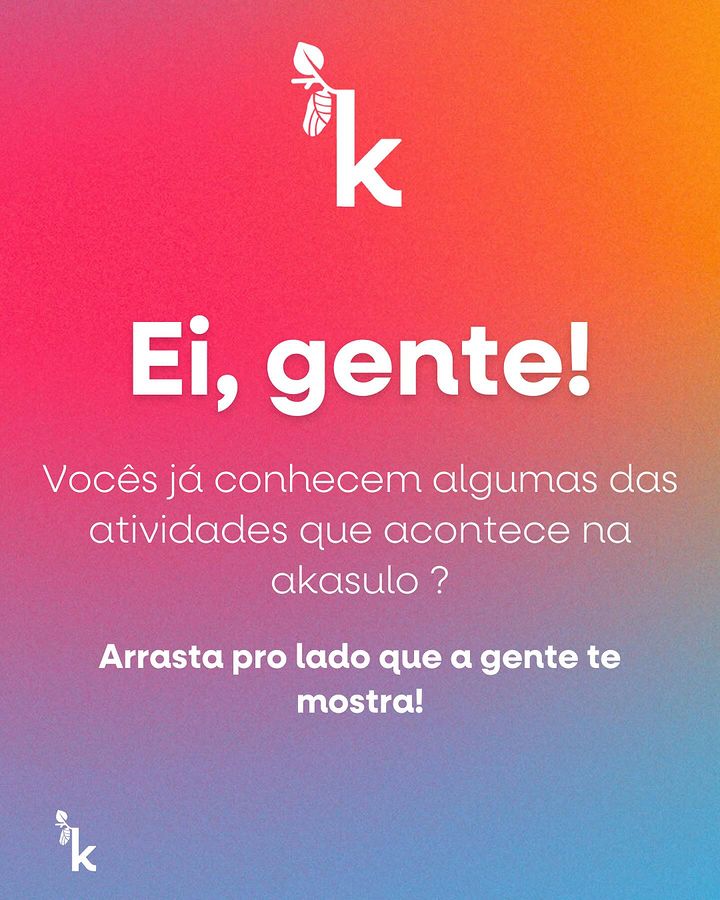 k
Ei, gente!
Vocês já conhecem algumas das
atividades que acontece na
akasulo ?
Arrasta pro lado que a gente te
mostra!
k